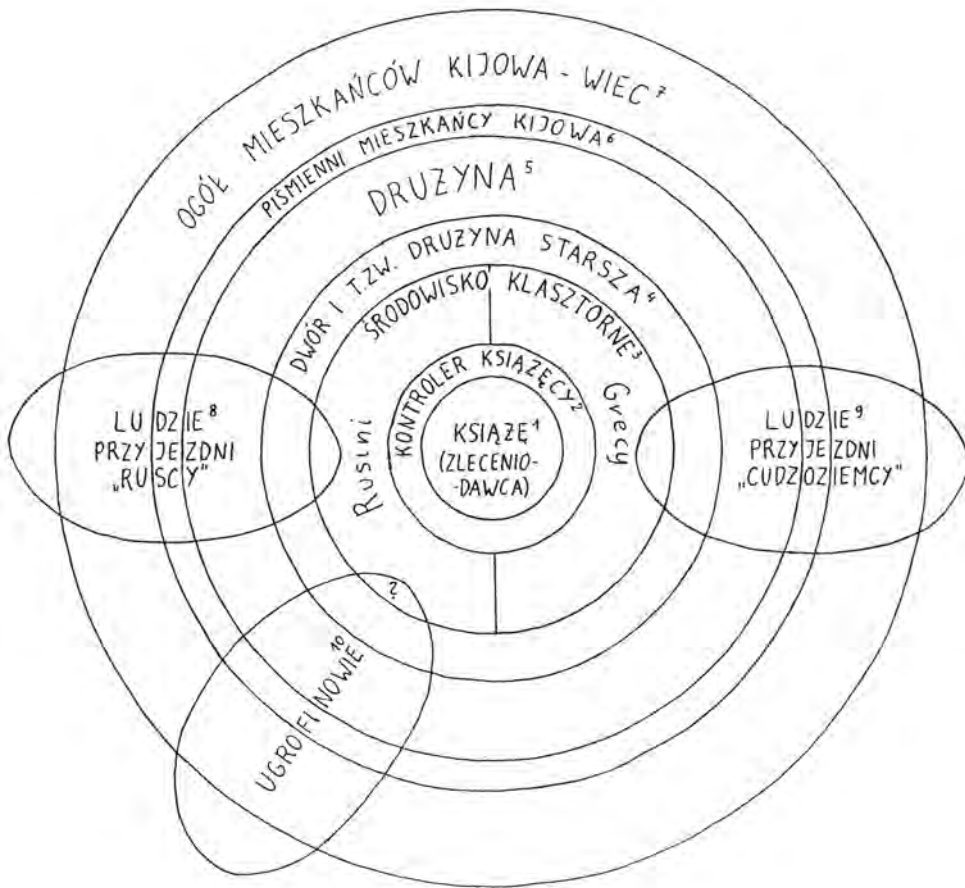 OGÓŁ MIESZKAŃCÓW KIJOWA - WIEC⁷
PIŚMIENNI MIESZKAŃCY KIJOWA⁶
DRUŻYNA⁵
DWÓR I TZW. DRUŻYNA STARSZA⁴
ŚRODOWISKO KLASZTORNE³
KONTROLER KSIĄŻĘCY²
KSIĄŻĘ¹
(ZLECENIO-
-DAWCA)
Rusini
Grecy
LUDZIE⁸
PRZYJEZDNI
„RUSCY"
LUDZIE⁹
PRZYJEZDNI
„CUDZOZIEMCY"
?
UGROFINOWIE¹⁰